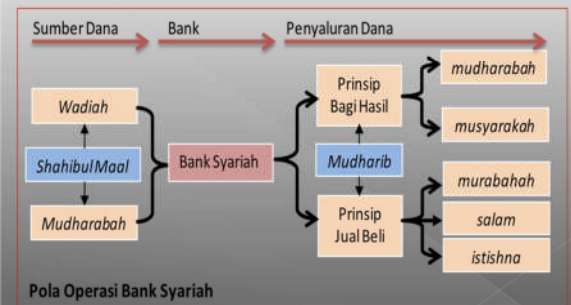 Sumber Dana
Bank
Penyaluran Dana
Wadiah
Shahibul Maal
Mudharabah
Bank Syariah
Prinsip
Bagi Hasil
Mudharib
Prinsip
Jual Beli
mudharabah
musyarakah
murabahah
salam
istishna
Pola Operasi Bank Syariah